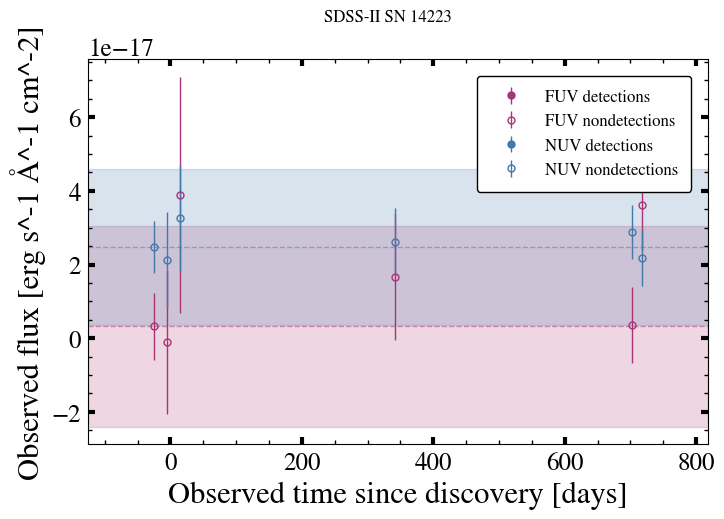 SDSS-II SN 14223
1e−17
FUV detections
FUV nondetections
NUV detections
NUV nondetections
6
4
2
0
−2
0 200 400 600 800
Observed time since discovery [days]
Observed flux [erg s^-1 Å^-1 cm^-2]